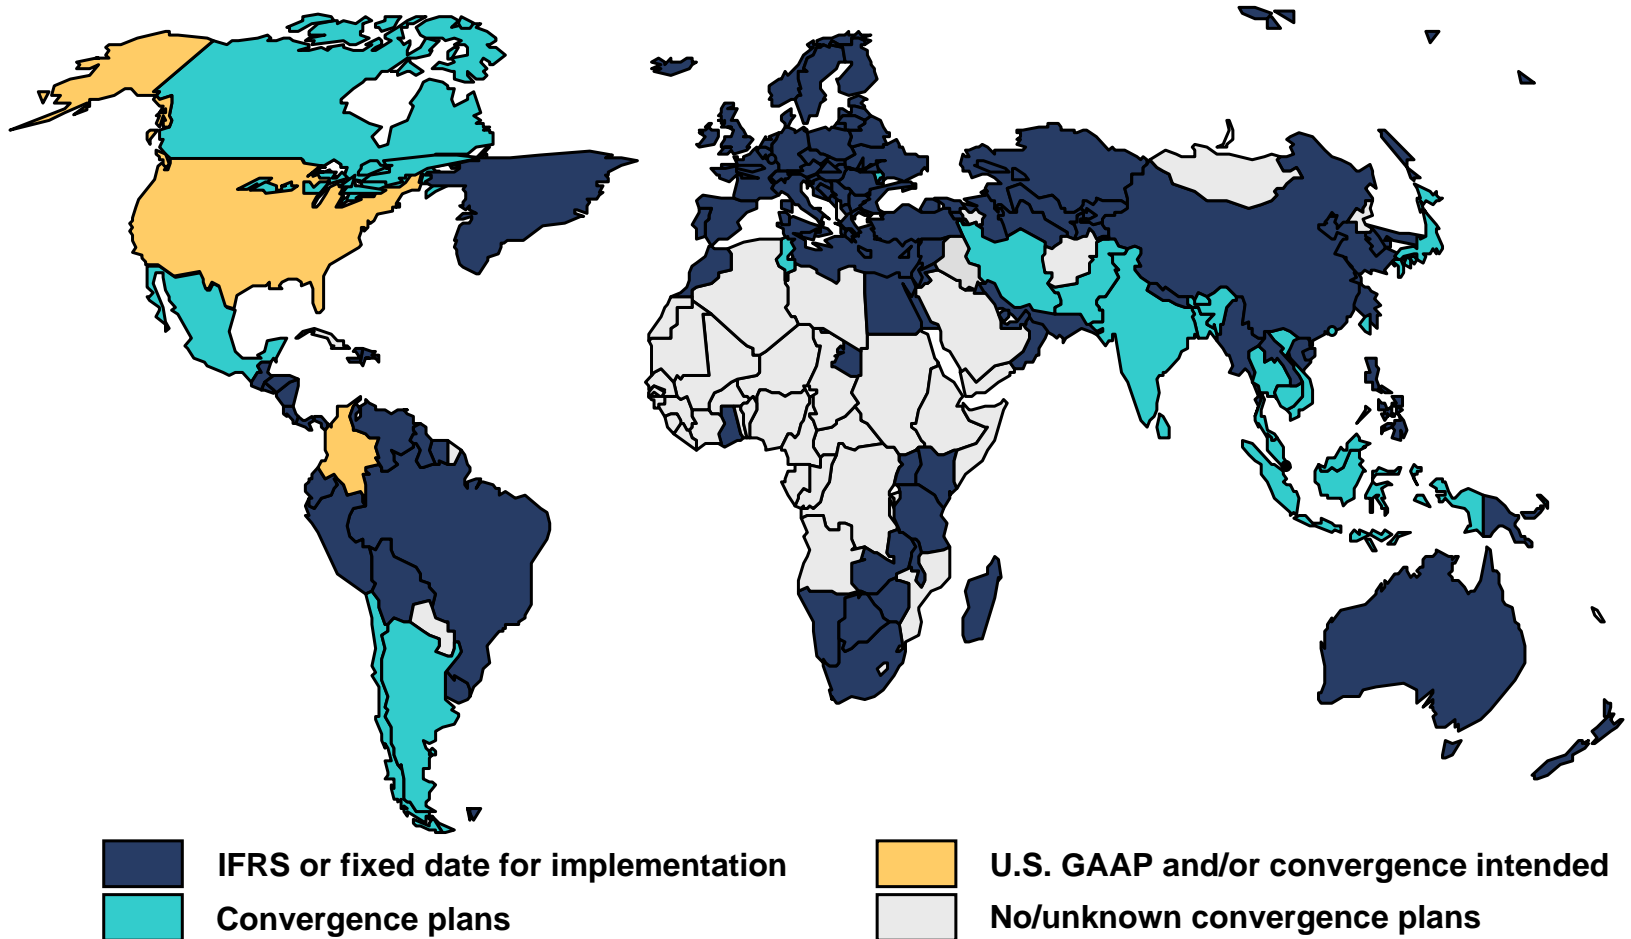 IFRS or fixed date for implementation
U.S. GAAP and/or convergence intended
Convergence plans
No/unknown convergence plans